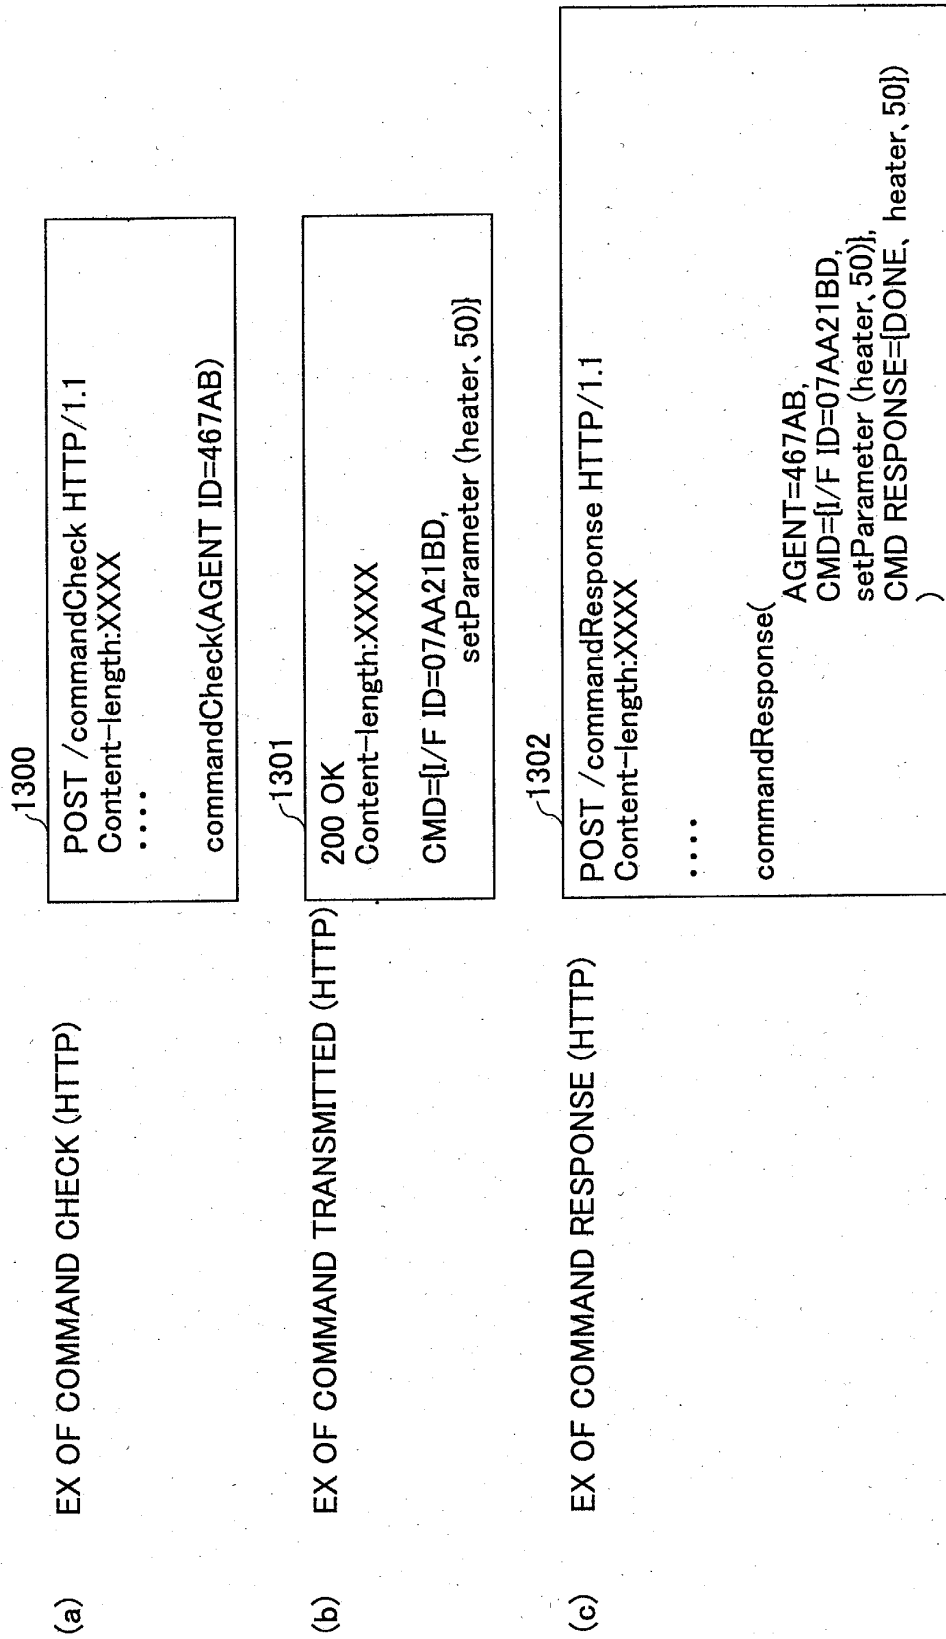 (a) EX OF COMMAND CHECK (HTTP)
1300
POST /commandCheck HTTP/1.1
Content-length:XXXX
....
commandCheck(AGENT ID=467AB)
(b) EX OF COMMAND TRANSMITTED (HTTP)
1301
200 OK
Content-length:XXXX
CMD={I/F ID=07AA21BD,
setParameter (heater、50)}
(c) EX OF COMMAND RESPONSE (HTTP)
1302
POST /commandResponse HTTP/1.1
Content-length:XXXX
....
commandResponse(
AGENT=467AB,
CMD={I/F ID=07AA21BD,
setParameter (heater、50)},
CMD RESPONSE={DONE、heater、50})
)